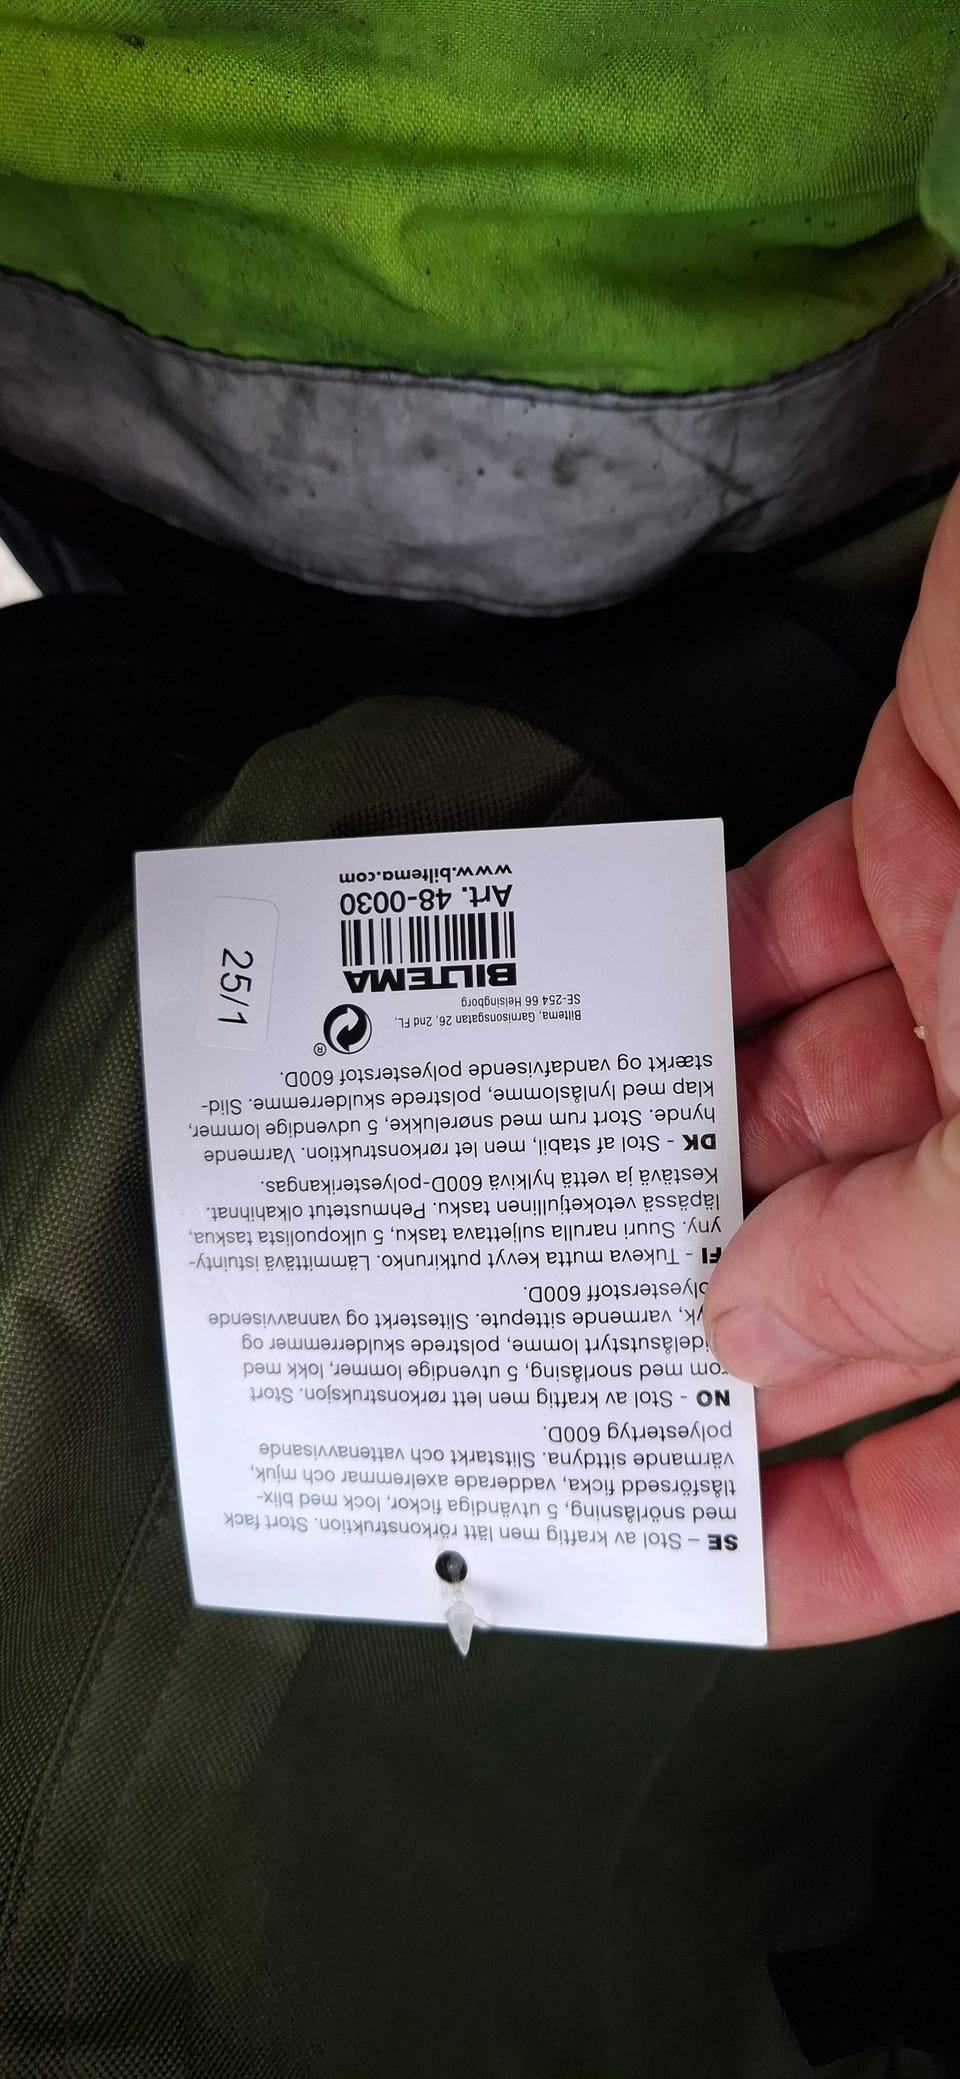 SE – Stol av kraftig men lätt rörkonstruktion. Stort fack
med snörlåsning, 5 utvändiga fickor, lock med blix-
tlåsförsedd ficka, vadderade axelremmar och mjuk,
värmande sittdyna. Slitstarkt och vattenavvisande
polyestertyg 600D.
NO - Stol av kraftig men lett rørkonstruksjon. Stort
rom med snorlåsing, 5 utvendige lommer, lokk med
idelåsutstyrt lomme, polstrede skulderremmer og
yk, varmende sittepute. Slitesterkt og vannavvisende
olyesterstoff 600D.
FI - Tukeva mutta kevyt putkirunko. Lämmittävä istuinty-
yny. Suuri narulla suljettava tasku, 5 ulkopuolista taskua,
läpässä vetoketjullinen tasku. Pehmustetut olkahihnat.
Kestävä ja vettä hylkivä 600D-polyesterikangas.
DK - Stol af stabil, men let rørkonstruktion. Varmende
hynde. Stort rum med snørelukke, 5 udvendige lommer,
klap med lynlåslomme, polstrede skulderremme. Slid-
stærkt og vandafvisende polyesterstof 600D.
Biltema, Garnisonsgatan 26, 2nd FL,
SE-254 66 Helsingborg
®
BILTEMA
Art. 48-0030
www.biltema.com
25/1